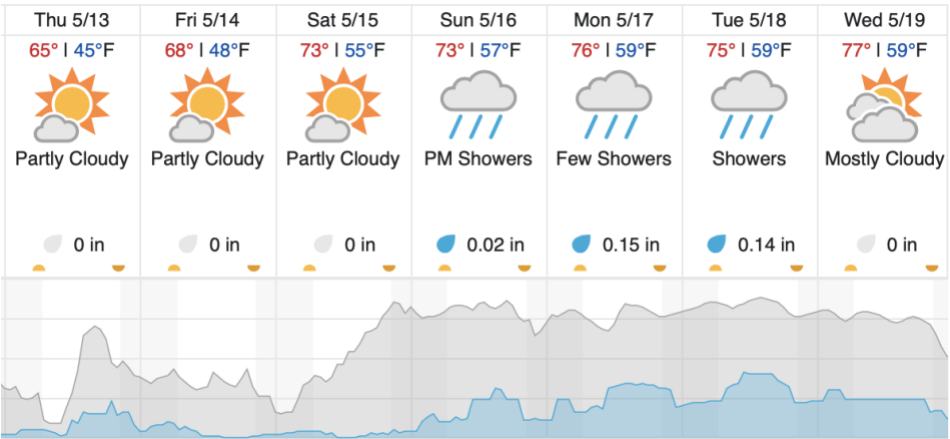 Thu 5/13 Fri 5/14 Sat 5/15 Sun 5/16 Mon 5/17 Tue 5/18 Wed 5/19
65° | 45°F 68° | 48°F 73° | 55°F 73° | 57°F 76° | 59°F 75° | 59°F 77° | 59°F
Partly Cloudy Partly Cloudy Partly Cloudy PM Showers Few Showers Showers Mostly Cloudy
0 in 0 in 0 in 0.02 in 0.15 in 0.14 in 0 in